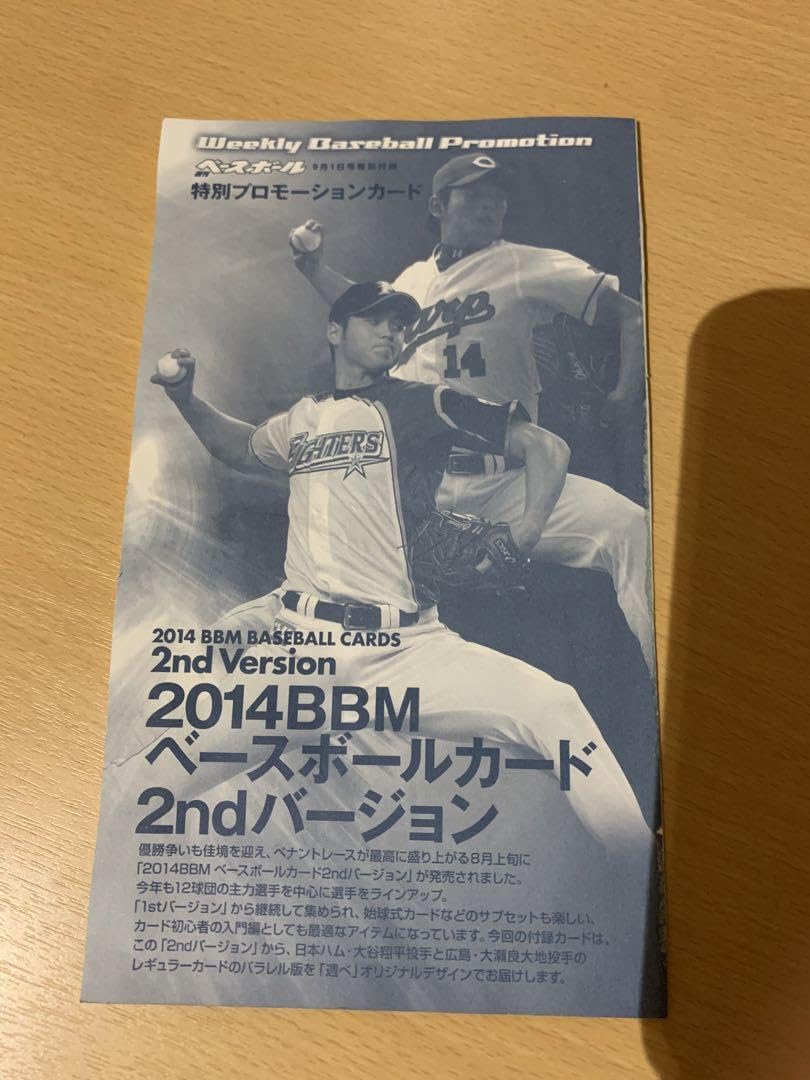 Weekly Baseball Promotion
週刊ベースボール 9月1日号特別付録
特別プロモーションカード
C
14
Carp
14
FIGHTERS
2014 BBM BASEBALL CARDS
2nd Version
2014BBM
ベースボールカード
2ndバージョン
優勝争いも佳境を迎え、ペナントレースが最高に盛り上がる8月上旬に
「2014BBM ベースボールカード2ndバージョン」が発売されました。
今年も12球団の主力選手を中心に選手をラインアップ。
「1stバージョン」から継続して集められ、始球式カードなどのサブセットも楽しい、
カード初心者の入門編としても最適なアイテムになっています。今回の付録カードは、
この「2ndバージョン」から、日本ハム・大谷翔平投手と広島・大瀬良大地投手の
レギュラーカードのパラレル版を「週べ」オリジナルデザインでお届けします。